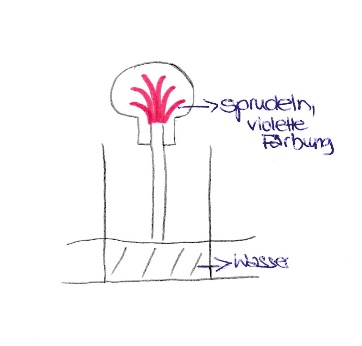 Sprudeln,
violette
Färbung
Wasser